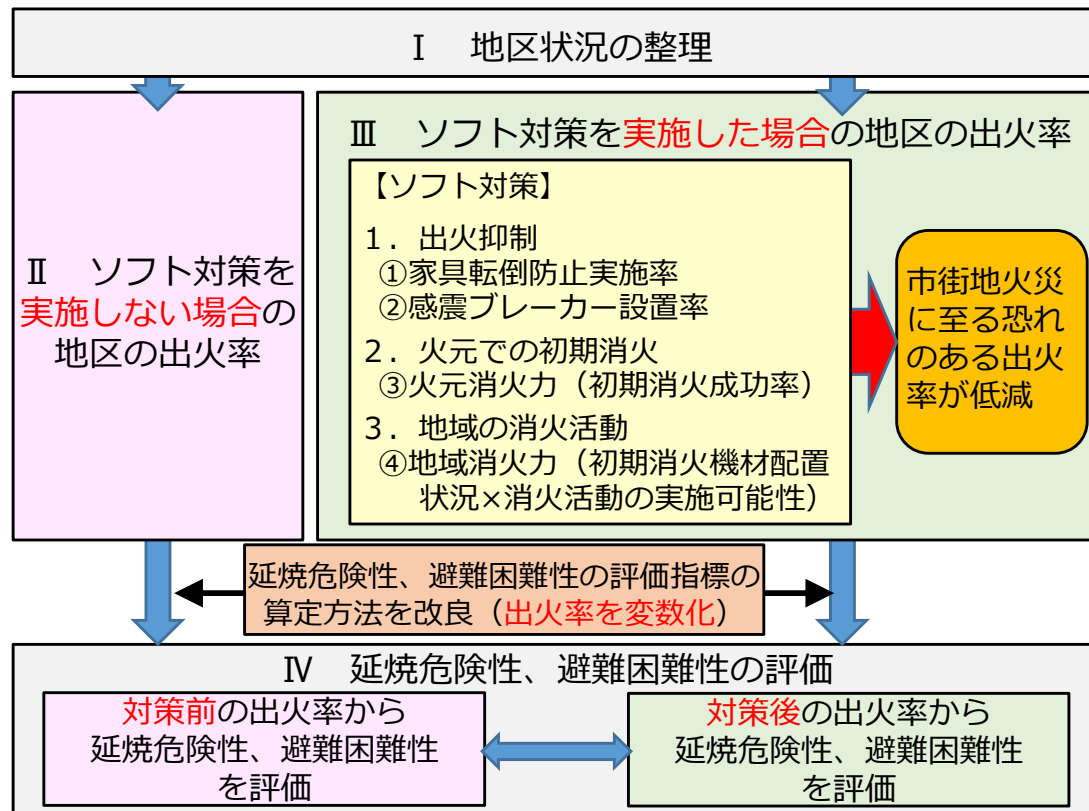 Ⅰ　地区状況の整理
Ⅱ　ソフト対策を
実施しない場合の
地区の出火率
Ⅲ　ソフト対策を実施した場合の地区の出火率
【ソフト対策】
１．出火抑制
①家具転倒防止実施率
②感震ブレーカー設置率
２．火元での初期消火
③火元消火力（初期消火成功率）
３．地域の消火活動
④地域消火力（初期消火機材配置
状況×消火活動の実施可能性）
市街地火災
に至る恐れ
のある出火
率が低減
延焼危険性、避難困難性の評価指標の
算定方法を改良（出火率を変数化）
Ⅳ　延焼危険性、避難困難性の評価
対策前の出火率から
延焼危険性、避難困難性
を評価
対策後の出火率から
延焼危険性、避難困難性
を評価